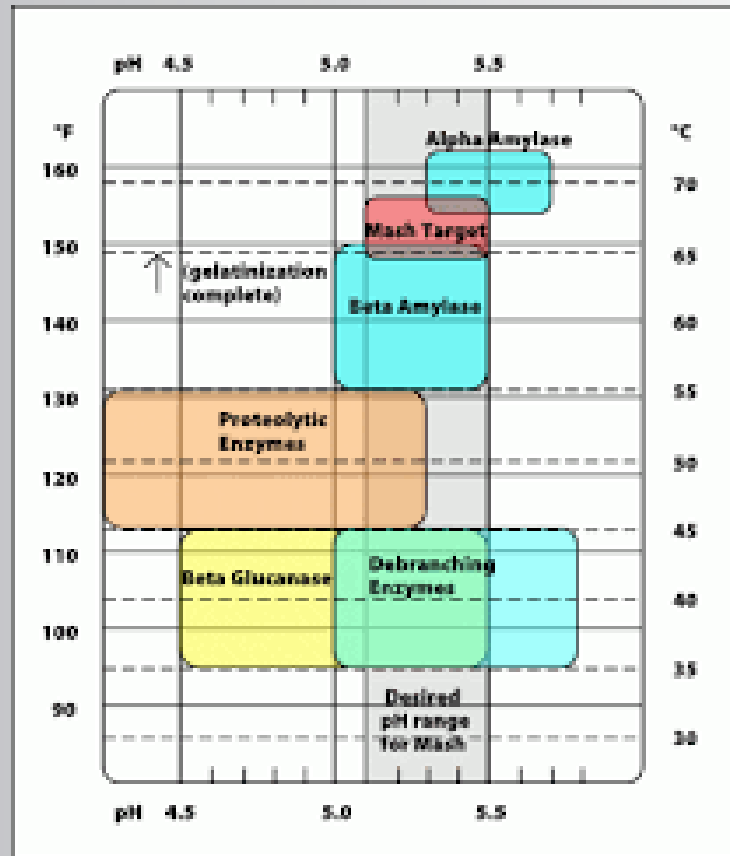 pH 4.5 5.0 5.5
°F °C
Alpha Amylase
160
70
Mash Target
150
65
(gelatinization
complete)
Beta Amylase
140
60
130
55
Proteolytic
Enzymes
120
50
45
110
Debranching
Enzymes
Beta Glucanase
40
100
35
90
Desired
pH range
for Mash
30
pH 4.5 5.0 5.5